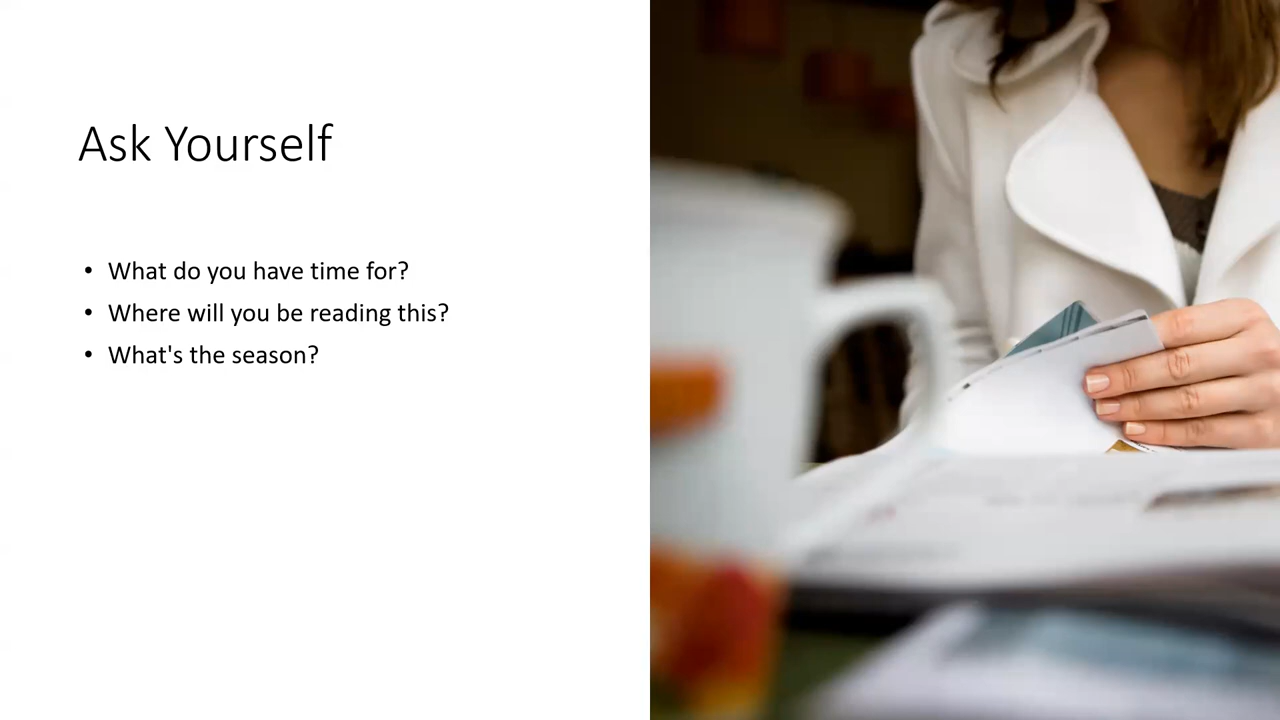 Ask Yourself
• What do you have time for?
• Where will you be reading this?
• What's the season?